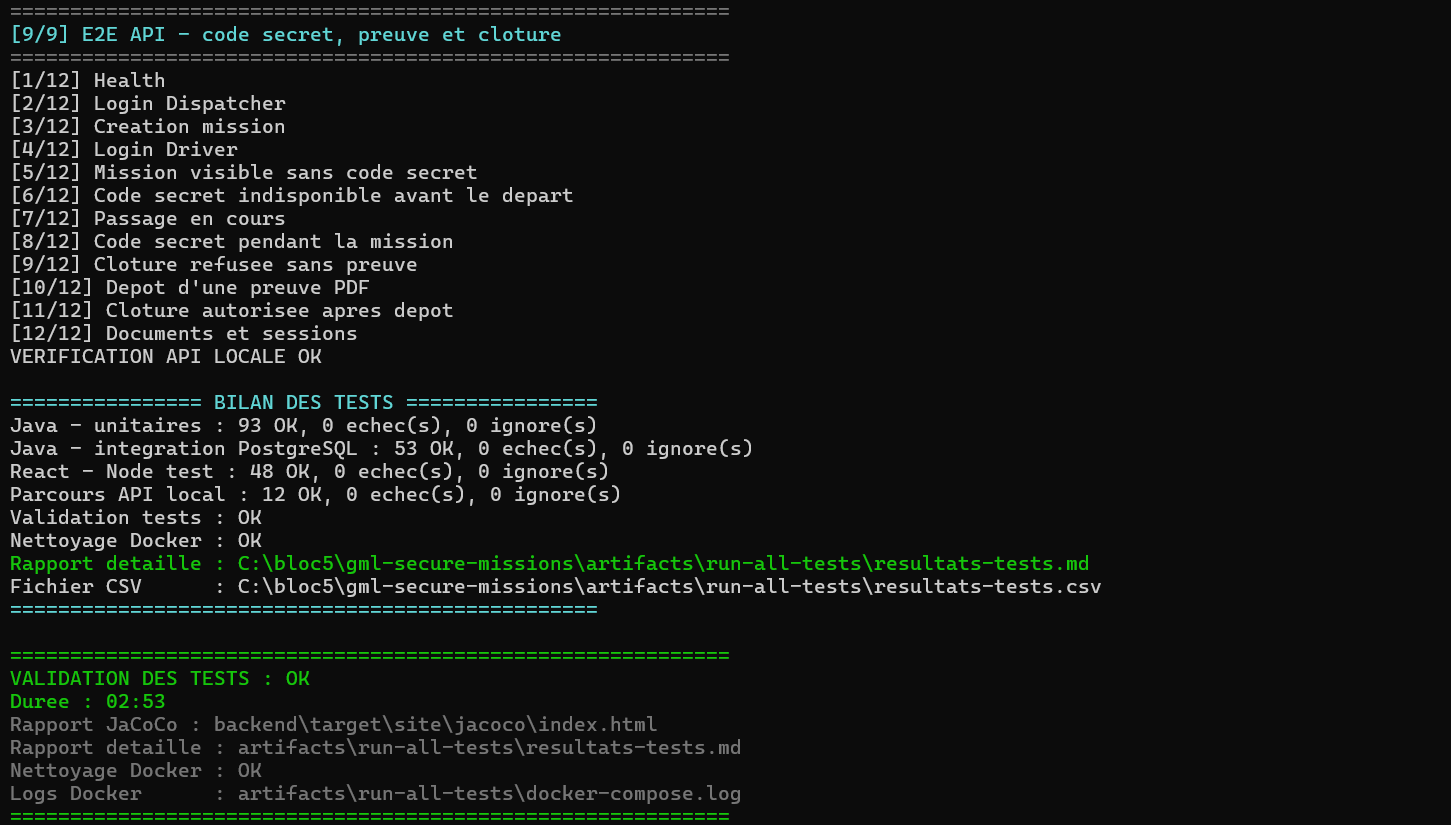 ============================================================
[9/9] E2E API - code secret, preuve et cloture
============================================================
[1/12] Health
[2/12] Login Dispatcher
[3/12] Creation mission
[4/12] Login Driver
[5/12] Mission visible sans code secret
[6/12] Code secret indisponible avant le depart
[7/12] Passage en cours
[8/12] Code secret pendant la mission
[9/12] Cloture refusee sans preuve
[10/12] Depot d'une preuve PDF
[11/12] Cloture autorisee apres depot
[12/12] Documents et sessions
VERIFICATION API LOCALE OK
================ BILAN DES TESTS ================
Java - unitaires : 93 OK, 0 echec(s), 0 ignore(s)
Java - integration PostgreSQL : 53 OK, 0 echec(s), 0 ignore(s)
React - Node test : 48 OK, 0 echec(s), 0 ignore(s)
Parcours API local : 12 OK, 0 echec(s), 0 ignore(s)
Validation tests : OK
Nettoyage Docker : OK
Rapport detaille : C:\bloc5\gml-secure-missions\artifacts\run-all-tests\resultats-tests.md
Fichier CSV      : C:\bloc5\gml-secure-missions\artifacts\run-all-tests\resultats-tests.csv
=================================================
============================================================
VALIDATION DES TESTS : OK
Duree : 02:53
Rapport JaCoCo : backend\target\site\jacoco\index.html
Rapport detaille : artifacts\run-all-tests\resultats-tests.md
Nettoyage Docker : OK
Logs Docker      : artifacts\run-all-tests\docker-compose.log
============================================================